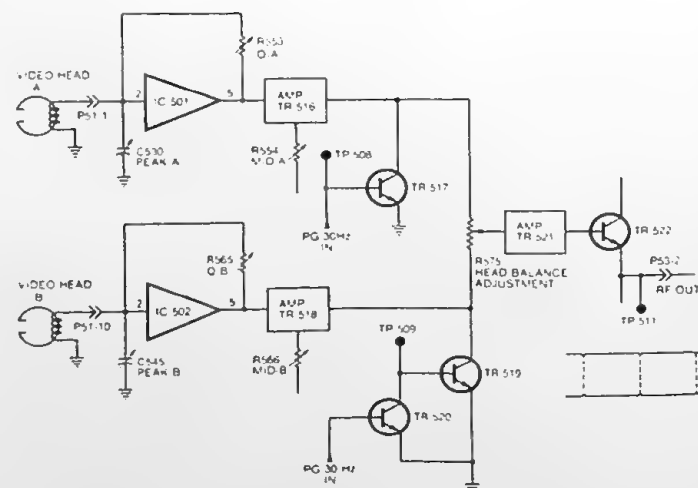 R553
Q.A
VIDEO HEAD
A
P51-1
2
IC 501
5
AMP
TR 516
C530
PEAK A
R554
MID-A
TP 508
TR 517
PG 30Hz
IN
AMP
TR 521
TR 522
R575
HEAD BALANCE
ADJUSTMENT
P53-2
RF OUT
TP 511
R565
Q B
VIDEO HEAD
B
P51-10
2
IC 502
5
AMP
TR 518
C545
PEAK B
R566
MID-B
TP 509
TR 519
TR 520
PG 30 Hz
IN